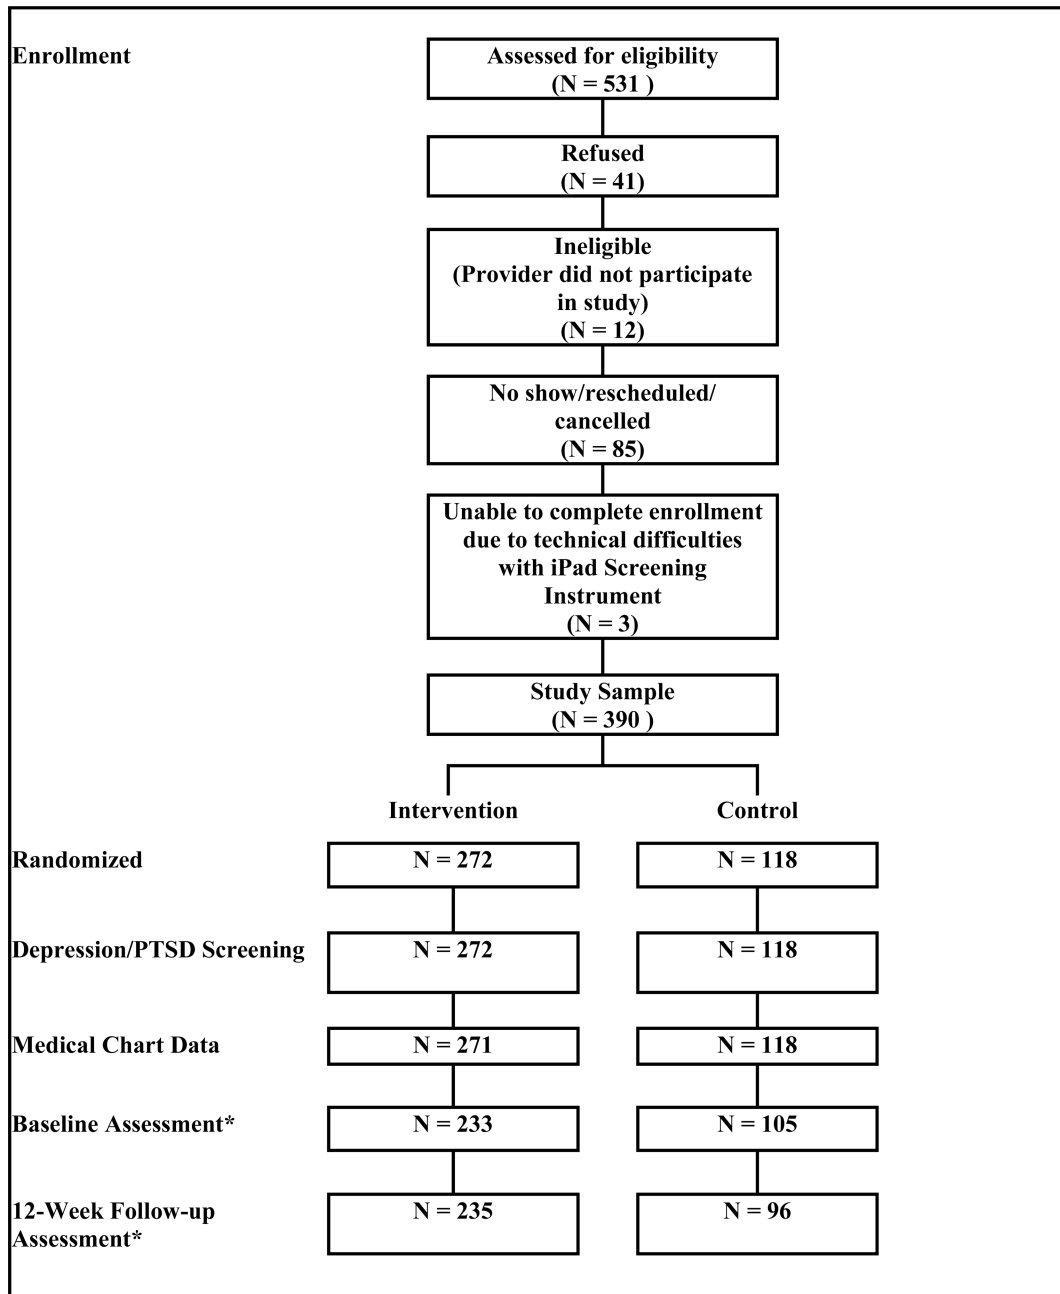 Enrollment
Assessed for eligibility
(N = 531 )
Refused
(N = 41)
Ineligible
(Provider did not participate
in study)
(N = 12)
No show/rescheduled/
cancelled
(N = 85)
Unable to complete enrollment
due to technical difficulties
with iPad Screening
Instrument
(N = 3)
Study Sample
(N = 390 )
Intervention
Control
Randomized
N = 272
N = 118
Depression/PTSD Screening
N = 272
N = 118
Medical Chart Data
N = 271
N = 118
Baseline Assessment*
N = 233
N = 105
12-Week Follow-up
Assessment*
N = 235
N = 96